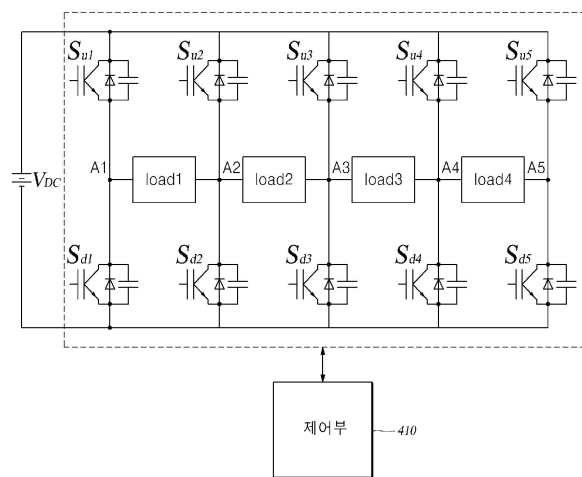 Su1 Su2 Su3 Su4 Su5
VDC
A1 load1 A2 load2 A3 load3 A4 load4 A5
Sd1 Sd2 Sd3 Sd4 Sd5
제어부
410